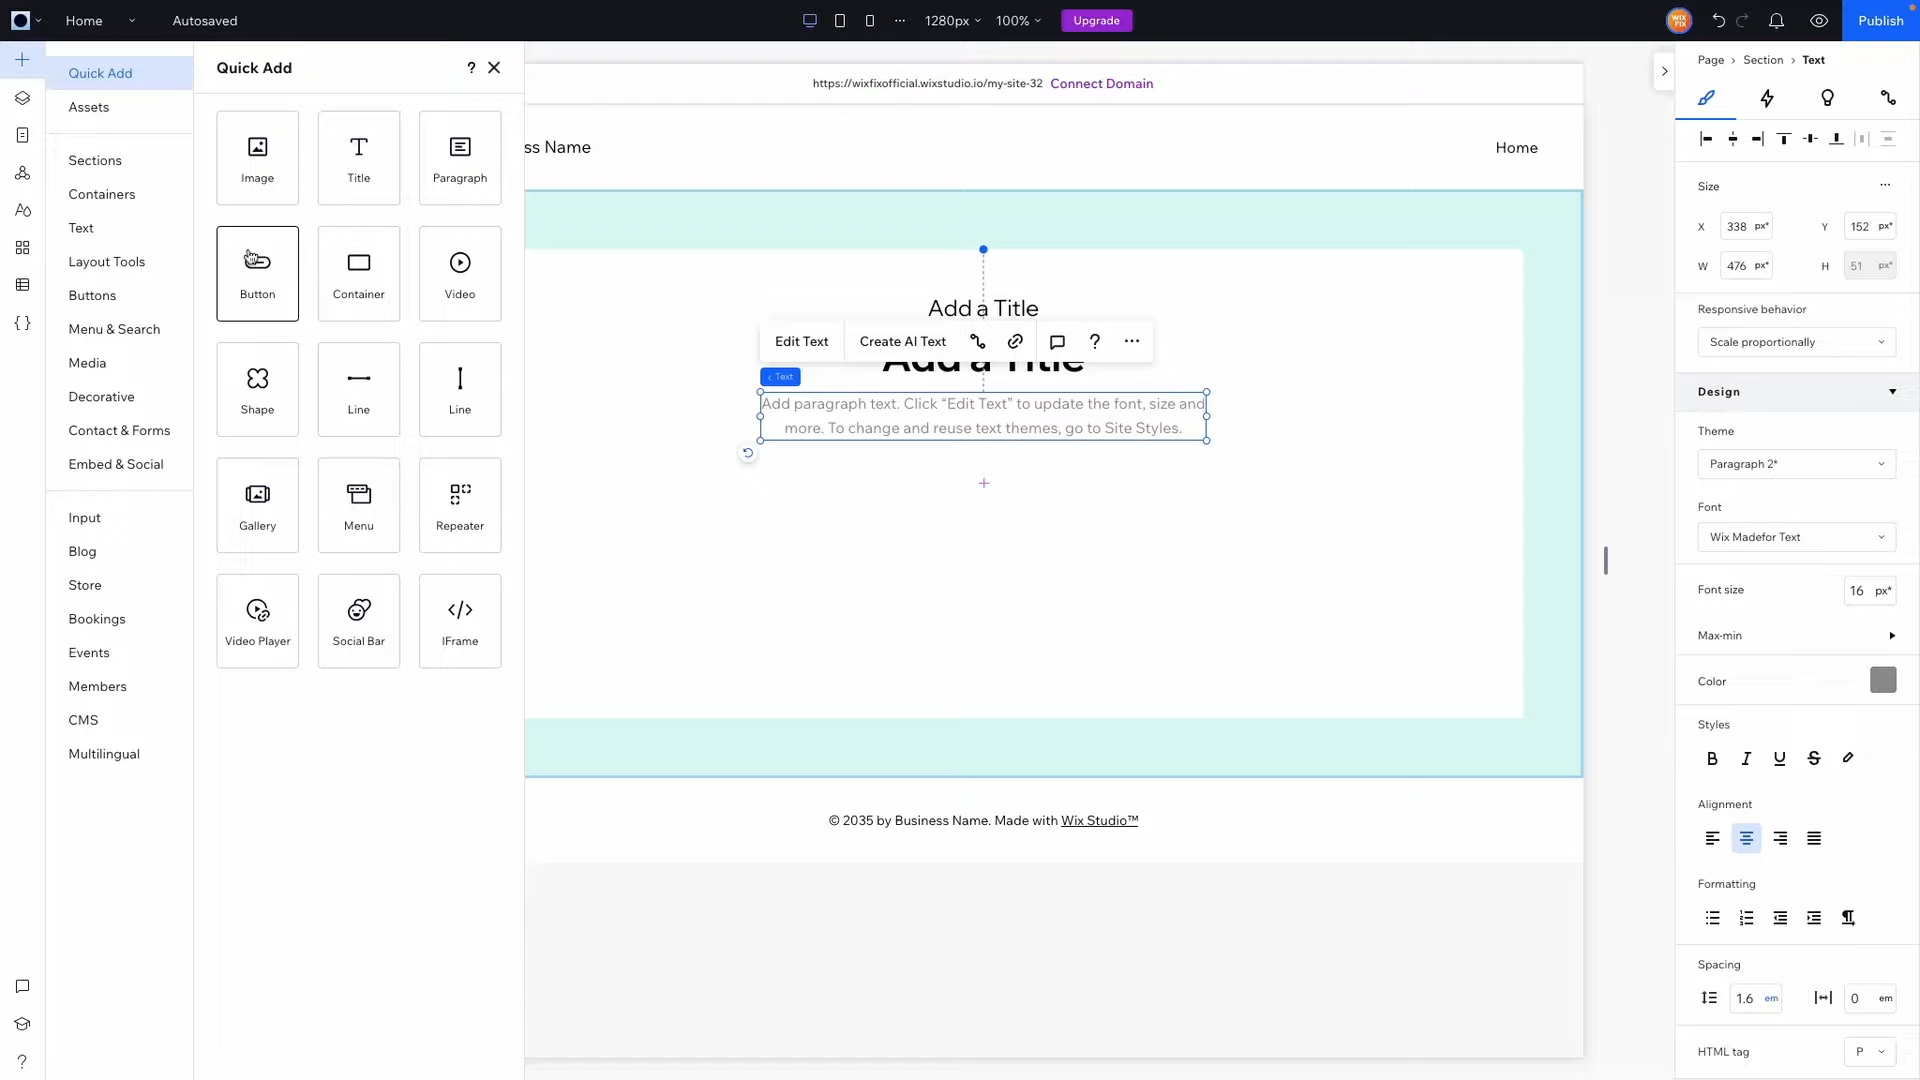 Home
Autosaved
1280px
100%
Upgrade
WIX
FIX
Publish
Quick Add
Assets
Sections
Containers
Text
Layout Tools
Buttons
Menu & Search
Media
Decorative
Contact & Forms
Embed & Social
Input
Blog
Store
Bookings
Events
Members
CMS
Multilingual
Quick Add
?
Image
Title
Paragraph
Button
Container
Video
Shape
Line
Line
Gallery
Menu
Repeater
Video Player
Social Bar
IFrame
https://wixfixofficial.wixstudio.io/my-site-32 Connect Domain
ss Name
Home
Add a Title
Edit Text
Create AI Text
?
Add a Title
Text
Add paragraph text. Click “Edit Text” to update the font, size and
more. To change and reuse text themes, go to Site Styles.
© 2035 by Business Name. Made with Wix Studio™
Page > Section > Text
Size
X 338 px* Y 152 px*
W 476 px* H 51 px*
Responsive behavior
Scale proportionally
Design
Theme
Paragraph 2*
Font
Wix Madefor Text
Font size 16 px*
Max-min
Color
Styles
B I U S
Alignment
Formatting
Spacing
1.6 em 0 em
HTML tag P
?